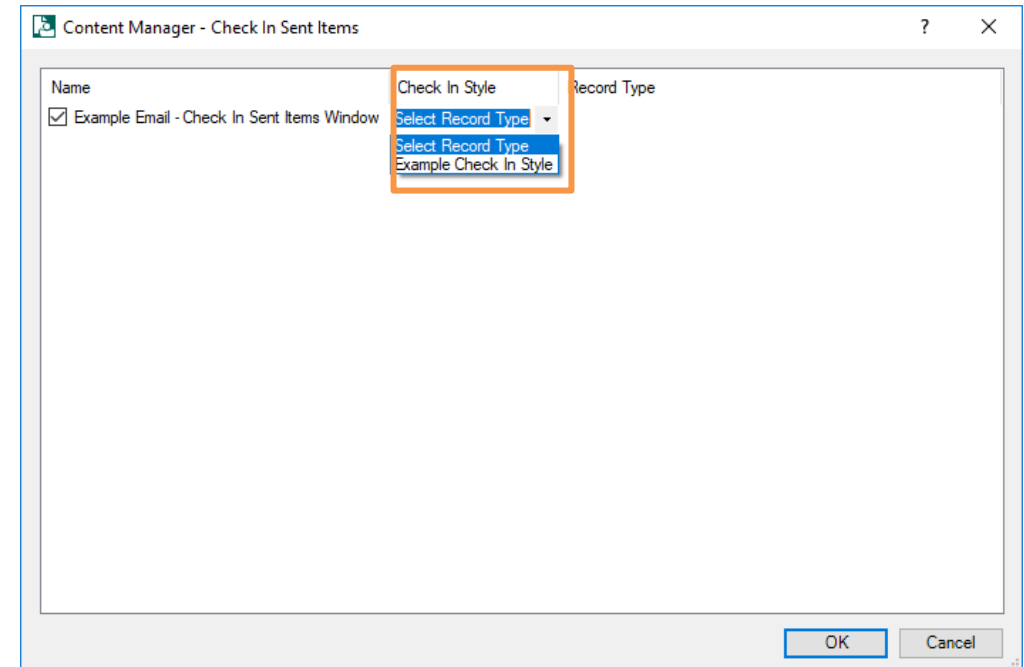 Content Manager - Check In Sent Items
?
Name Check In Style Record Type
Example Email - Check In Sent Items Window Select Record Type
Select Record Type
Example Check In Style
OK Cancel